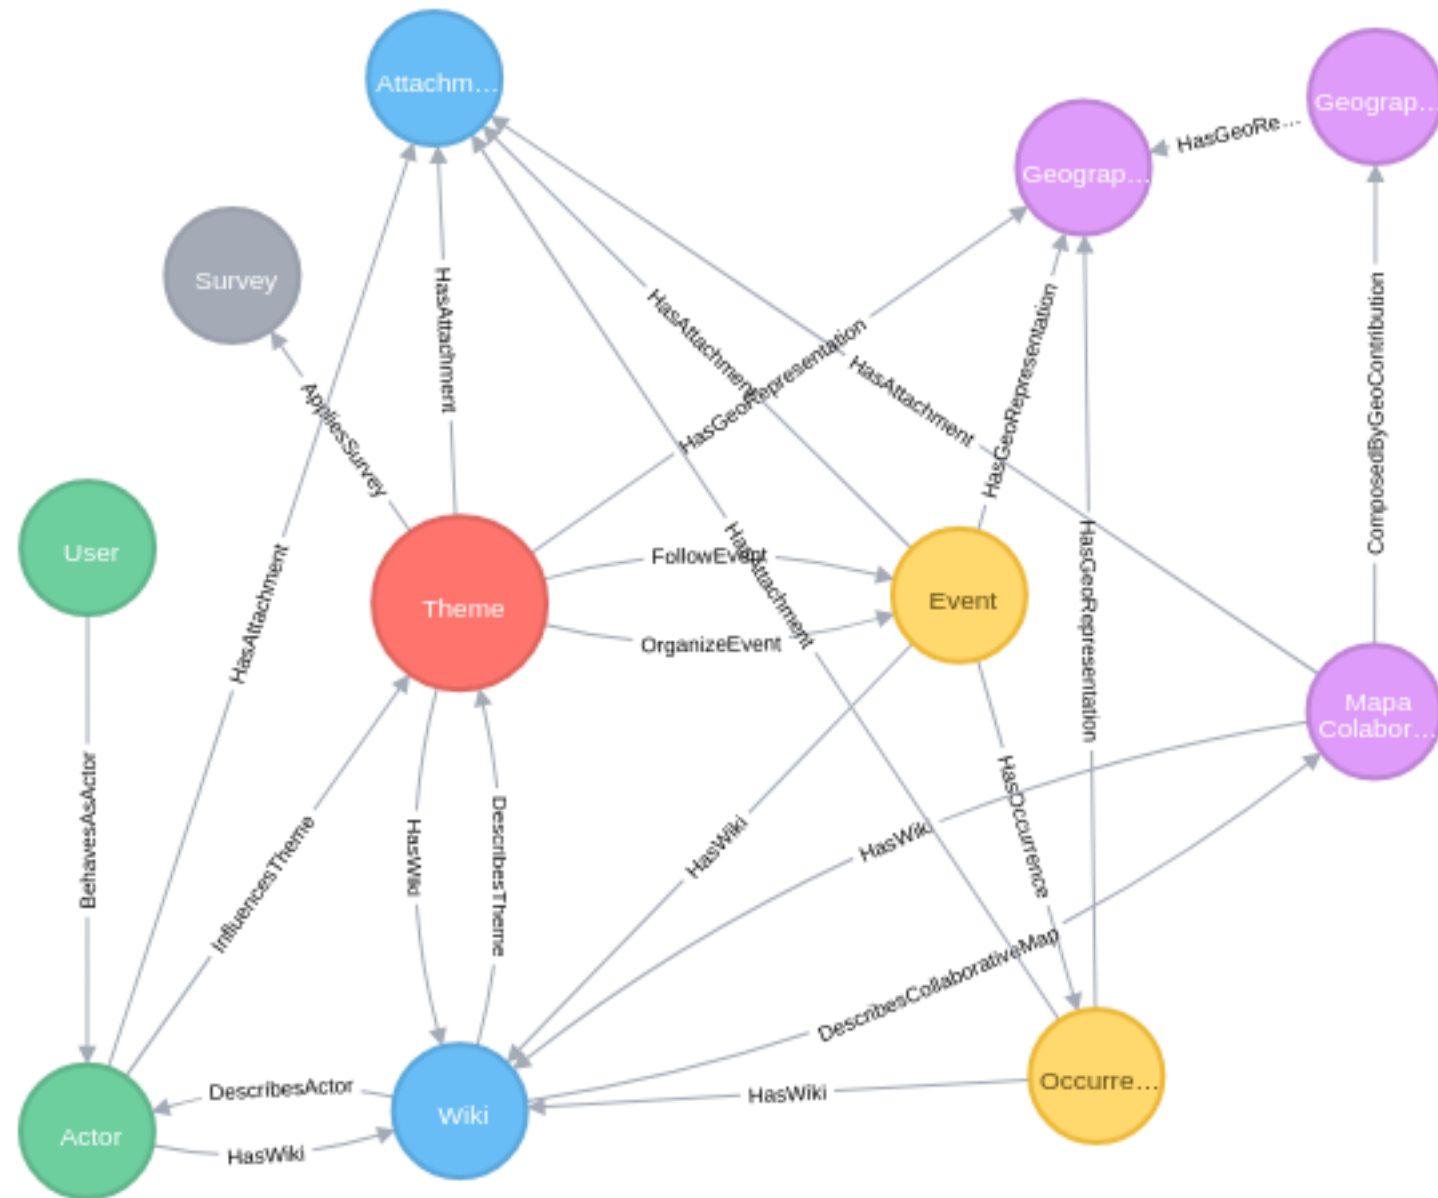 Attachm...
Geograp...
HasGeoRe...
Geograp...
Survey
HasAttachment
HasAttachment
HasGeoRepresentation
HasGeoRepresentation
HasAttachment
ComposedByGeoContribution
AppliesSurvey
User
Theme
FollowEvent
OrganizeEvent
HasAttachment
Event
HasGeoRepresentation
HasAttachment
Mapa
Colabor...
BehavesAsActor
InfluencesTheme
HasWiki
DescribesTheme
HasWiki
HasWiki
HasOccurrence
DescribesCollaborativeMap
Actor
DescribesActor
HasWiki
Wiki
HasWiki
Occurre...